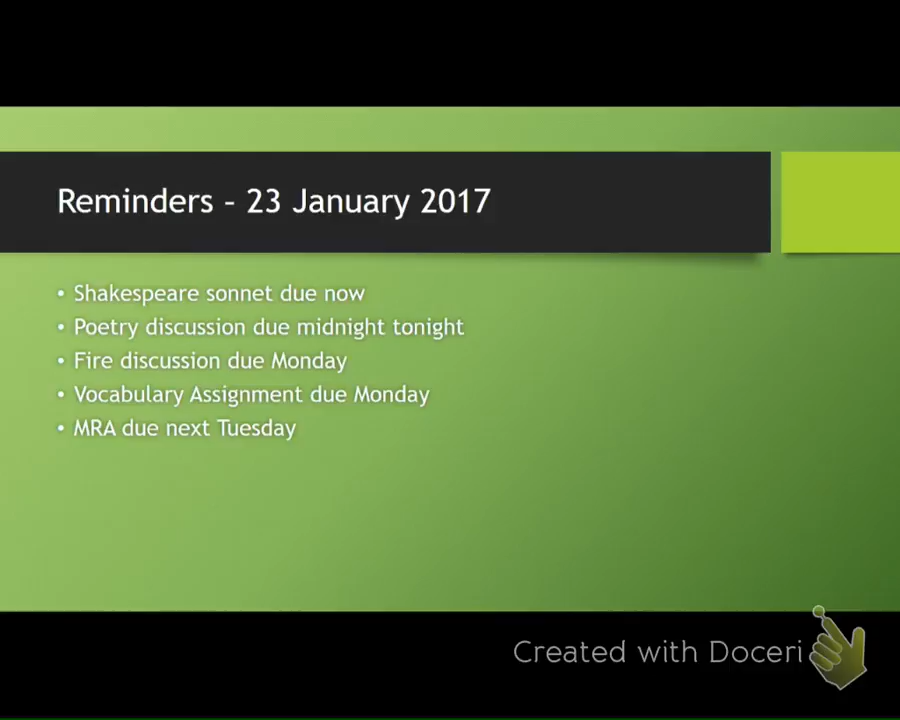 Reminders – 23 January 2017
• Shakespeare sonnet due now
• Poetry discussion due midnight tonight
• Fire discussion due Monday
• Vocabulary Assignment due Monday
• MRA due next Tuesday
Created with Doceri